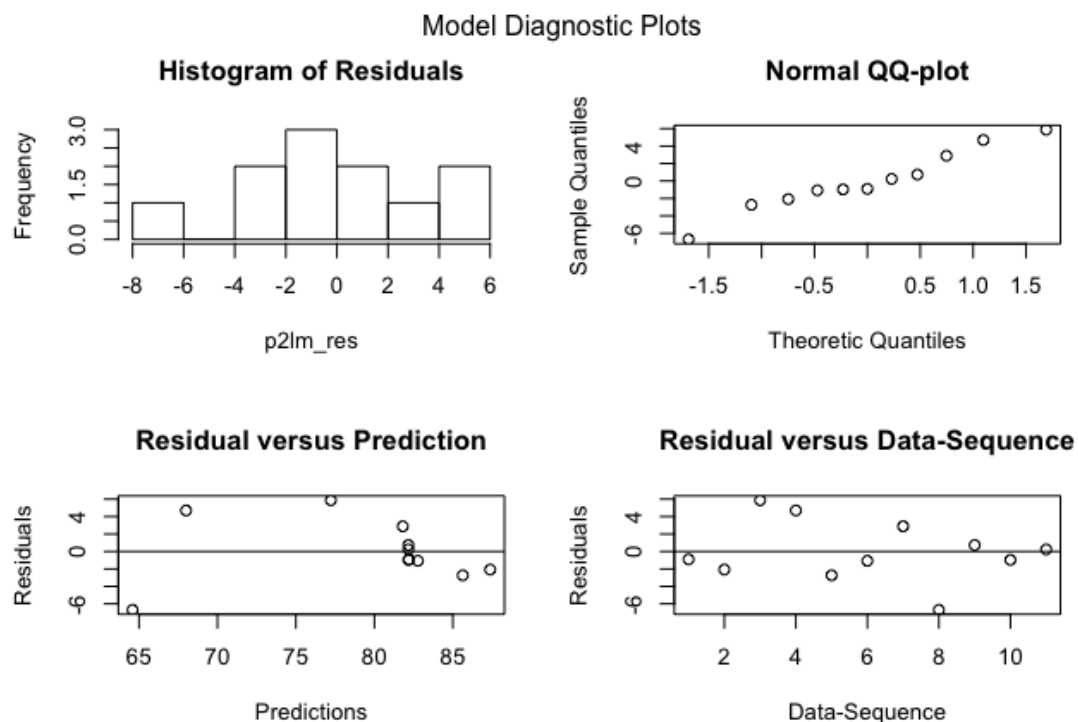 Model Diagnostic Plots
Histogram of Residuals
Frequency
0.0 1.5 3.0
-8 -6 -4 -2 0 2 4 6
p2lm_res
Normal QQ-plot
Sample Quantiles
-6 0 4
-1.5 -0.5 0.5 1.0 1.5
Theoretic Quantiles
Residual versus Prediction
Residuals
-6 0 4
65 70 75 80 85
Predictions
Residual versus Data-Sequence
Residuals
-6 0 4
2 4 6 8 10
Data-Sequence